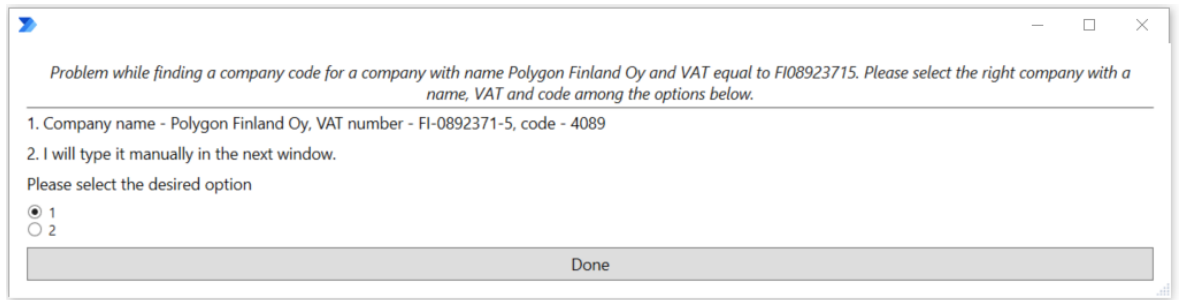 Problem while finding a company code for a company with name Polygon Finland Oy and VAT equal to FI08923715. Please select the right company with a
name, VAT and code among the options below.
1. Company name - Polygon Finland Oy, VAT number - FI-0892371-5, code - 4089
2. I will type it manually in the next window.
Please select the desired option
1
2
Done